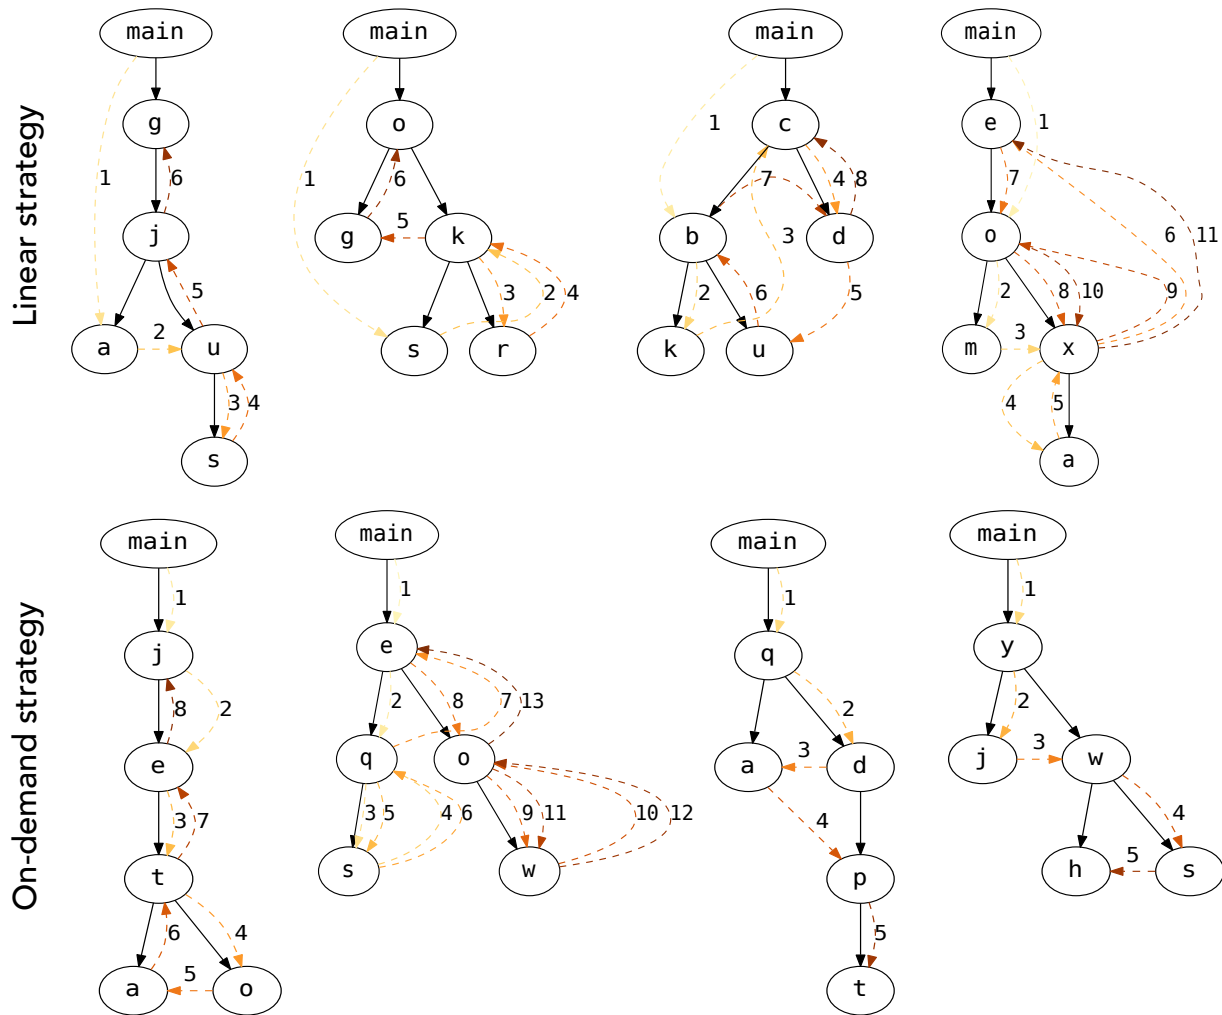 Linear strategy
main
g
j
a
u
s
1
2
3
4
5
6
main
o
g
k
s
r
1
2
3
4
5
6
main
c
b
d
k
u
1
2
3
4
5
6
7
8
main
e
o
m
x
a
1
2
3
4
5
6
7
8
9
10
11
On-demand strategy
main
j
e
t
a
o
1
2
3
4
5
6
7
8
main
e
q
o
s
w
1
2
3
4
5
6
7
8
9
10
11
12
13
main
q
a
d
p
t
1
2
3
4
5
main
y
j
w
h
s
1
2
3
4
5